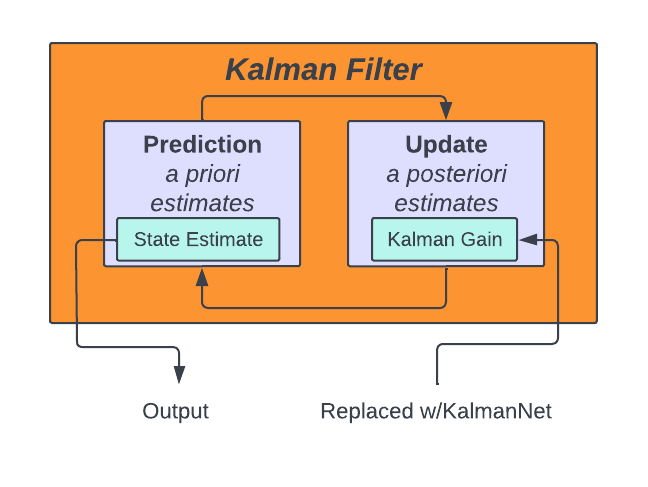 Kalman Filter
Prediction
a priori
estimates
State Estimate
Update
a posteriori
estimates
Kalman Gain
Output
Replaced w/KalmanNet